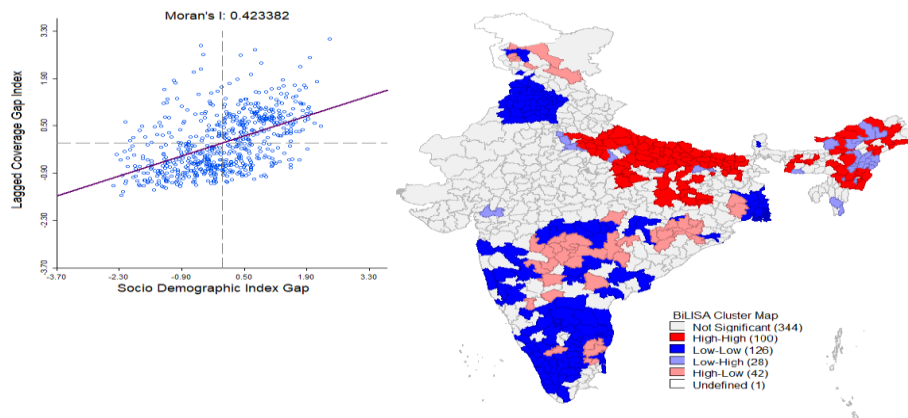 Moran's I: 0.423382
Lagged Coverage Gap Index
3.30
1.90
0.50
-0.90
-2.30
-3.70
-3.70
-2.30
-0.90
0.50
1.90
3.30
Socio Demographic Index Gap
BiLISA Cluster Map
Not Significant (344)
High-High (100)
Low-Low (126)
Low-High (28)
High-Low (42)
Undefined (1)